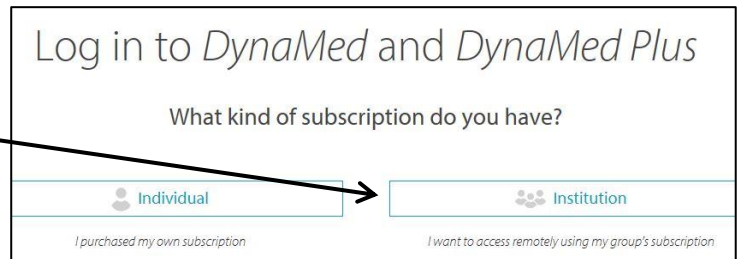 Log in to DynaMed and DynaMed Plus
What kind of subscription do you have?
Individual Institution
I purchased my own subscription I want to access remotely using my group's subscription